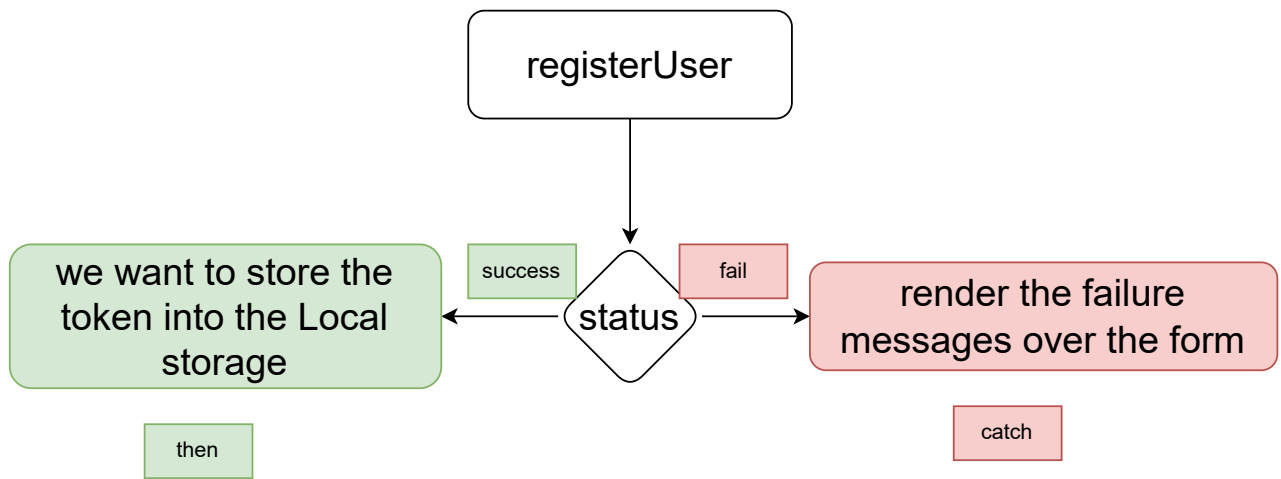 registerUser
success
fail
we want to store the
token into the Local
storage
status
render the failure
messages over the form
then
catch